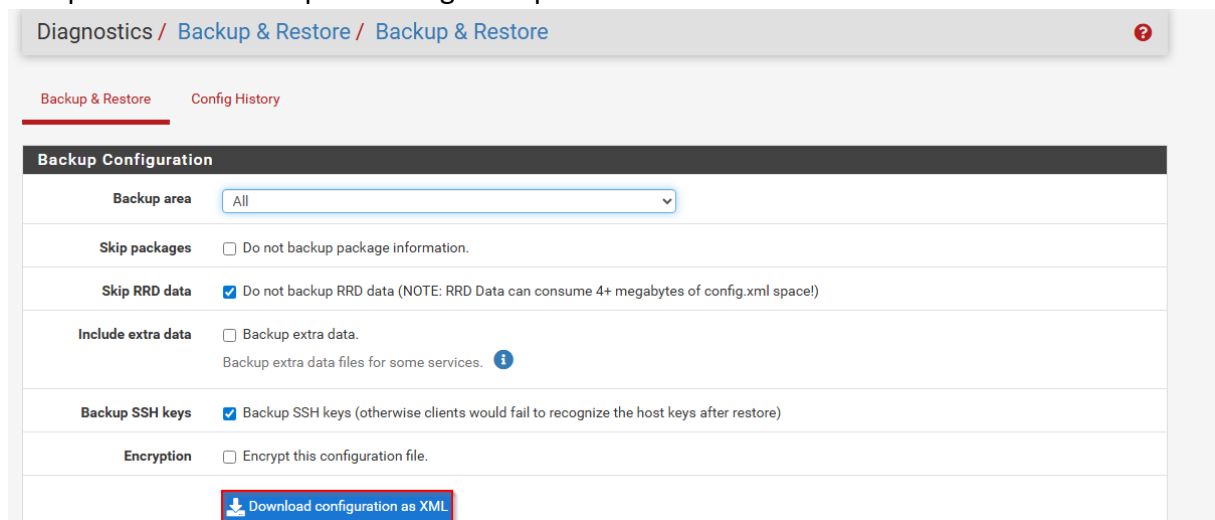 Diagnostics / Backup & Restore / Backup & Restore
Backup & Restore Config History
Backup Configuration
Backup area All
Skip packages Do not backup package information.
Skip RRD data Do not backup RRD data (NOTE: RRD Data can consume 4+ megabytes of config.xml space!)
Include extra data Backup extra data.
Backup extra data files for some services.
Backup SSH keys Backup SSH keys (otherwise clients would fail to recognize the host keys after restore)
Encryption Encrypt this configuration file.
Download configuration as XML